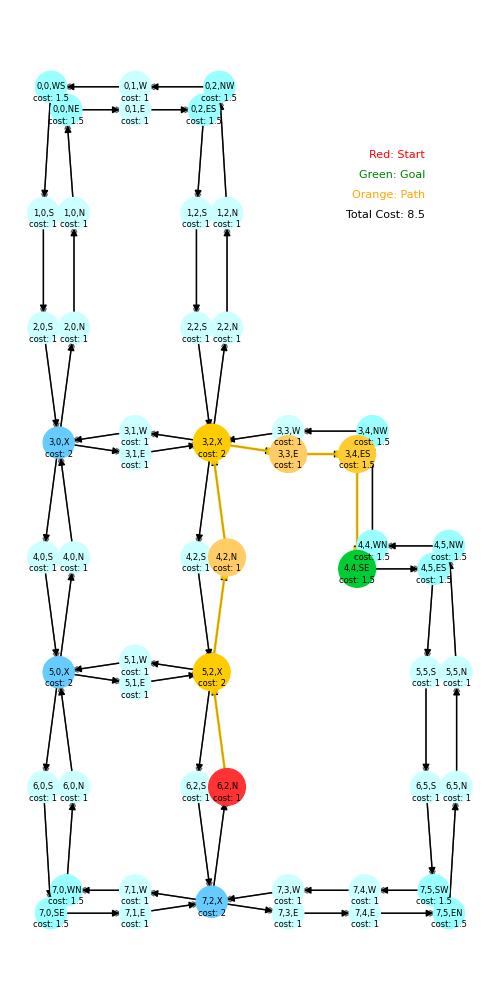 0,0,WS
cost: 1.5
0,1,W
cost: 1
0,2,NW
cost: 1.5
0,0,NE
cost: 1.5
0,1,E
cost: 1
0,2,ES
cost: 1.5
Red: Start
Green: Goal
Orange: Path
Total Cost: 8.5
1,0,S
cost: 1
1,0,N
cost: 1
1,2,S
cost: 1
1,2,N
cost: 1
2,0,S
cost: 1
2,0,N
cost: 1
2,2,S
cost: 1
2,2,N
cost: 1
3,0,X
cost: 2
3,1,W
cost: 1
3,1,E
cost: 1
3,2,X
cost: 2
3,3,W
cost: 1
3,3,E
cost: 1
3,4,NW
cost: 1.5
3,4,ES
cost: 1.5
4,0,S
cost: 1
4,0,N
cost: 1
4,2,S
cost: 1
4,2,N
cost: 1
4,4,WN
cost: 1.5
4,4,SE
cost: 1.5
4,5,NW
cost: 1.5
4,5,ES
cost: 1.5
5,0,X
cost: 2
5,1,W
cost: 1
5,1,E
cost: 1
5,2,X
cost: 2
5,5,S
cost: 1
5,5,N
cost: 1
6,0,S
cost: 1
6,0,N
cost: 1
6,2,S
cost: 1
6,2,N
cost: 1
6,5,S
cost: 1
6,5,N
cost: 1
7,0,WN
cost: 1.5
7,0,SE
cost: 1.5
7,1,W
cost: 1
7,1,E
cost: 1
7,2,X
cost: 2
7,3,W
cost: 1
7,3,E
cost: 1
7,4,W
cost: 1
7,4,E
cost: 1
7,5,SW
cost: 1.5
7,5,EN
cost: 1.5